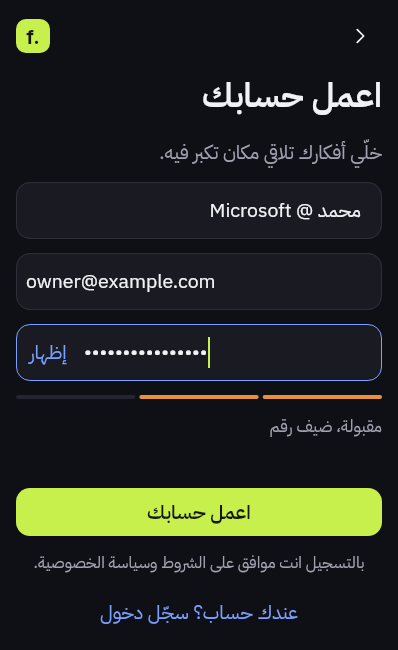 f.
اعمل حسابك
خلّي أفكارك تلاقي مكان تكبر فيه.
محمد @ Microsoft
owner@example.com
•••••••••••••••• إظهار
مقبولة، ضيف رقم
اعمل حسابك
بالتسجيل انت موافق على الشروط وسياسة الخصوصية.
عندك حساب؟ سجّل دخول